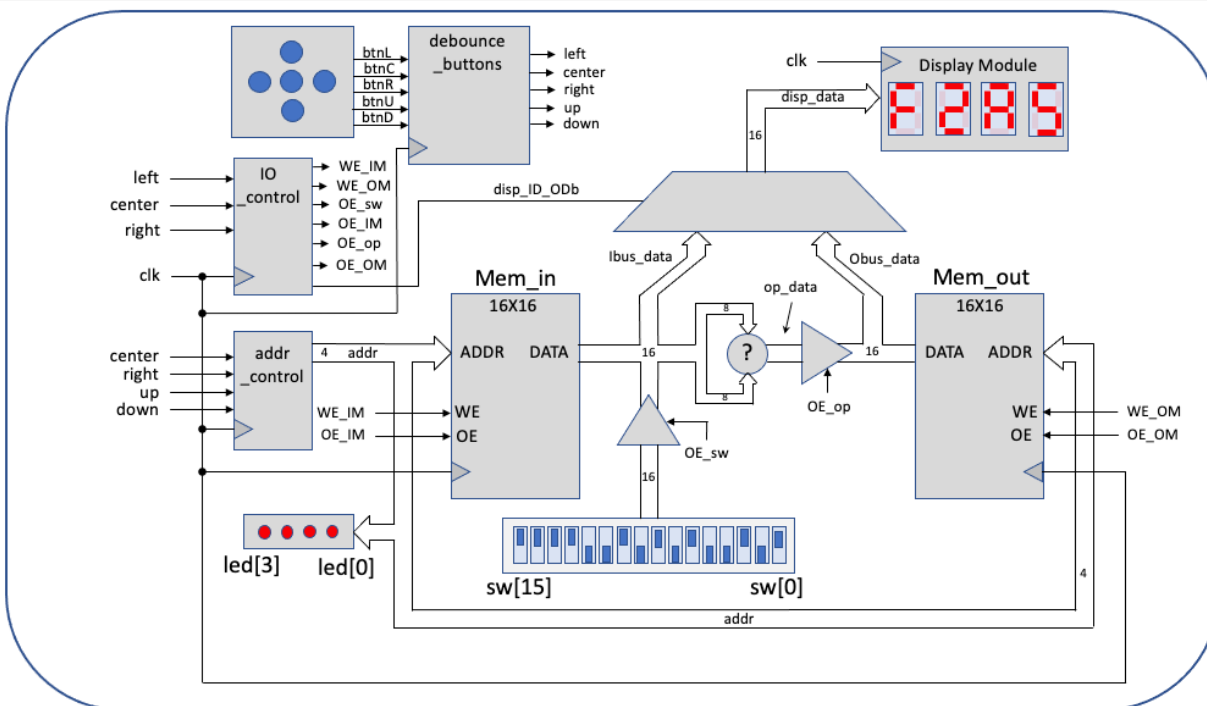 btnL
btnC
btnR
btnU
btnD
debounce
_buttons
left
center
right
up
down
clk
Display Module
F2A5
disp_data
16
left
center
right
clk
IO
_control
WE_IM
WE_OM
OE_sw
OE_IM
OE_op
OE_OM
disp_ID_ODb
Ibus_data
Obus_data
Mem_in
16X16
ADDR
DATA
WE
OE
Mem_out
16X16
DATA
ADDR
WE
OE
center
right
up
down
addr
_control
4
addr
WE_IM
OE_IM
16
8
8
?
op_data
OE_op
16
WE_OM
OE_OM
OE_sw
16
led[3]
led[0]
sw[15]
sw[0]
4
addr